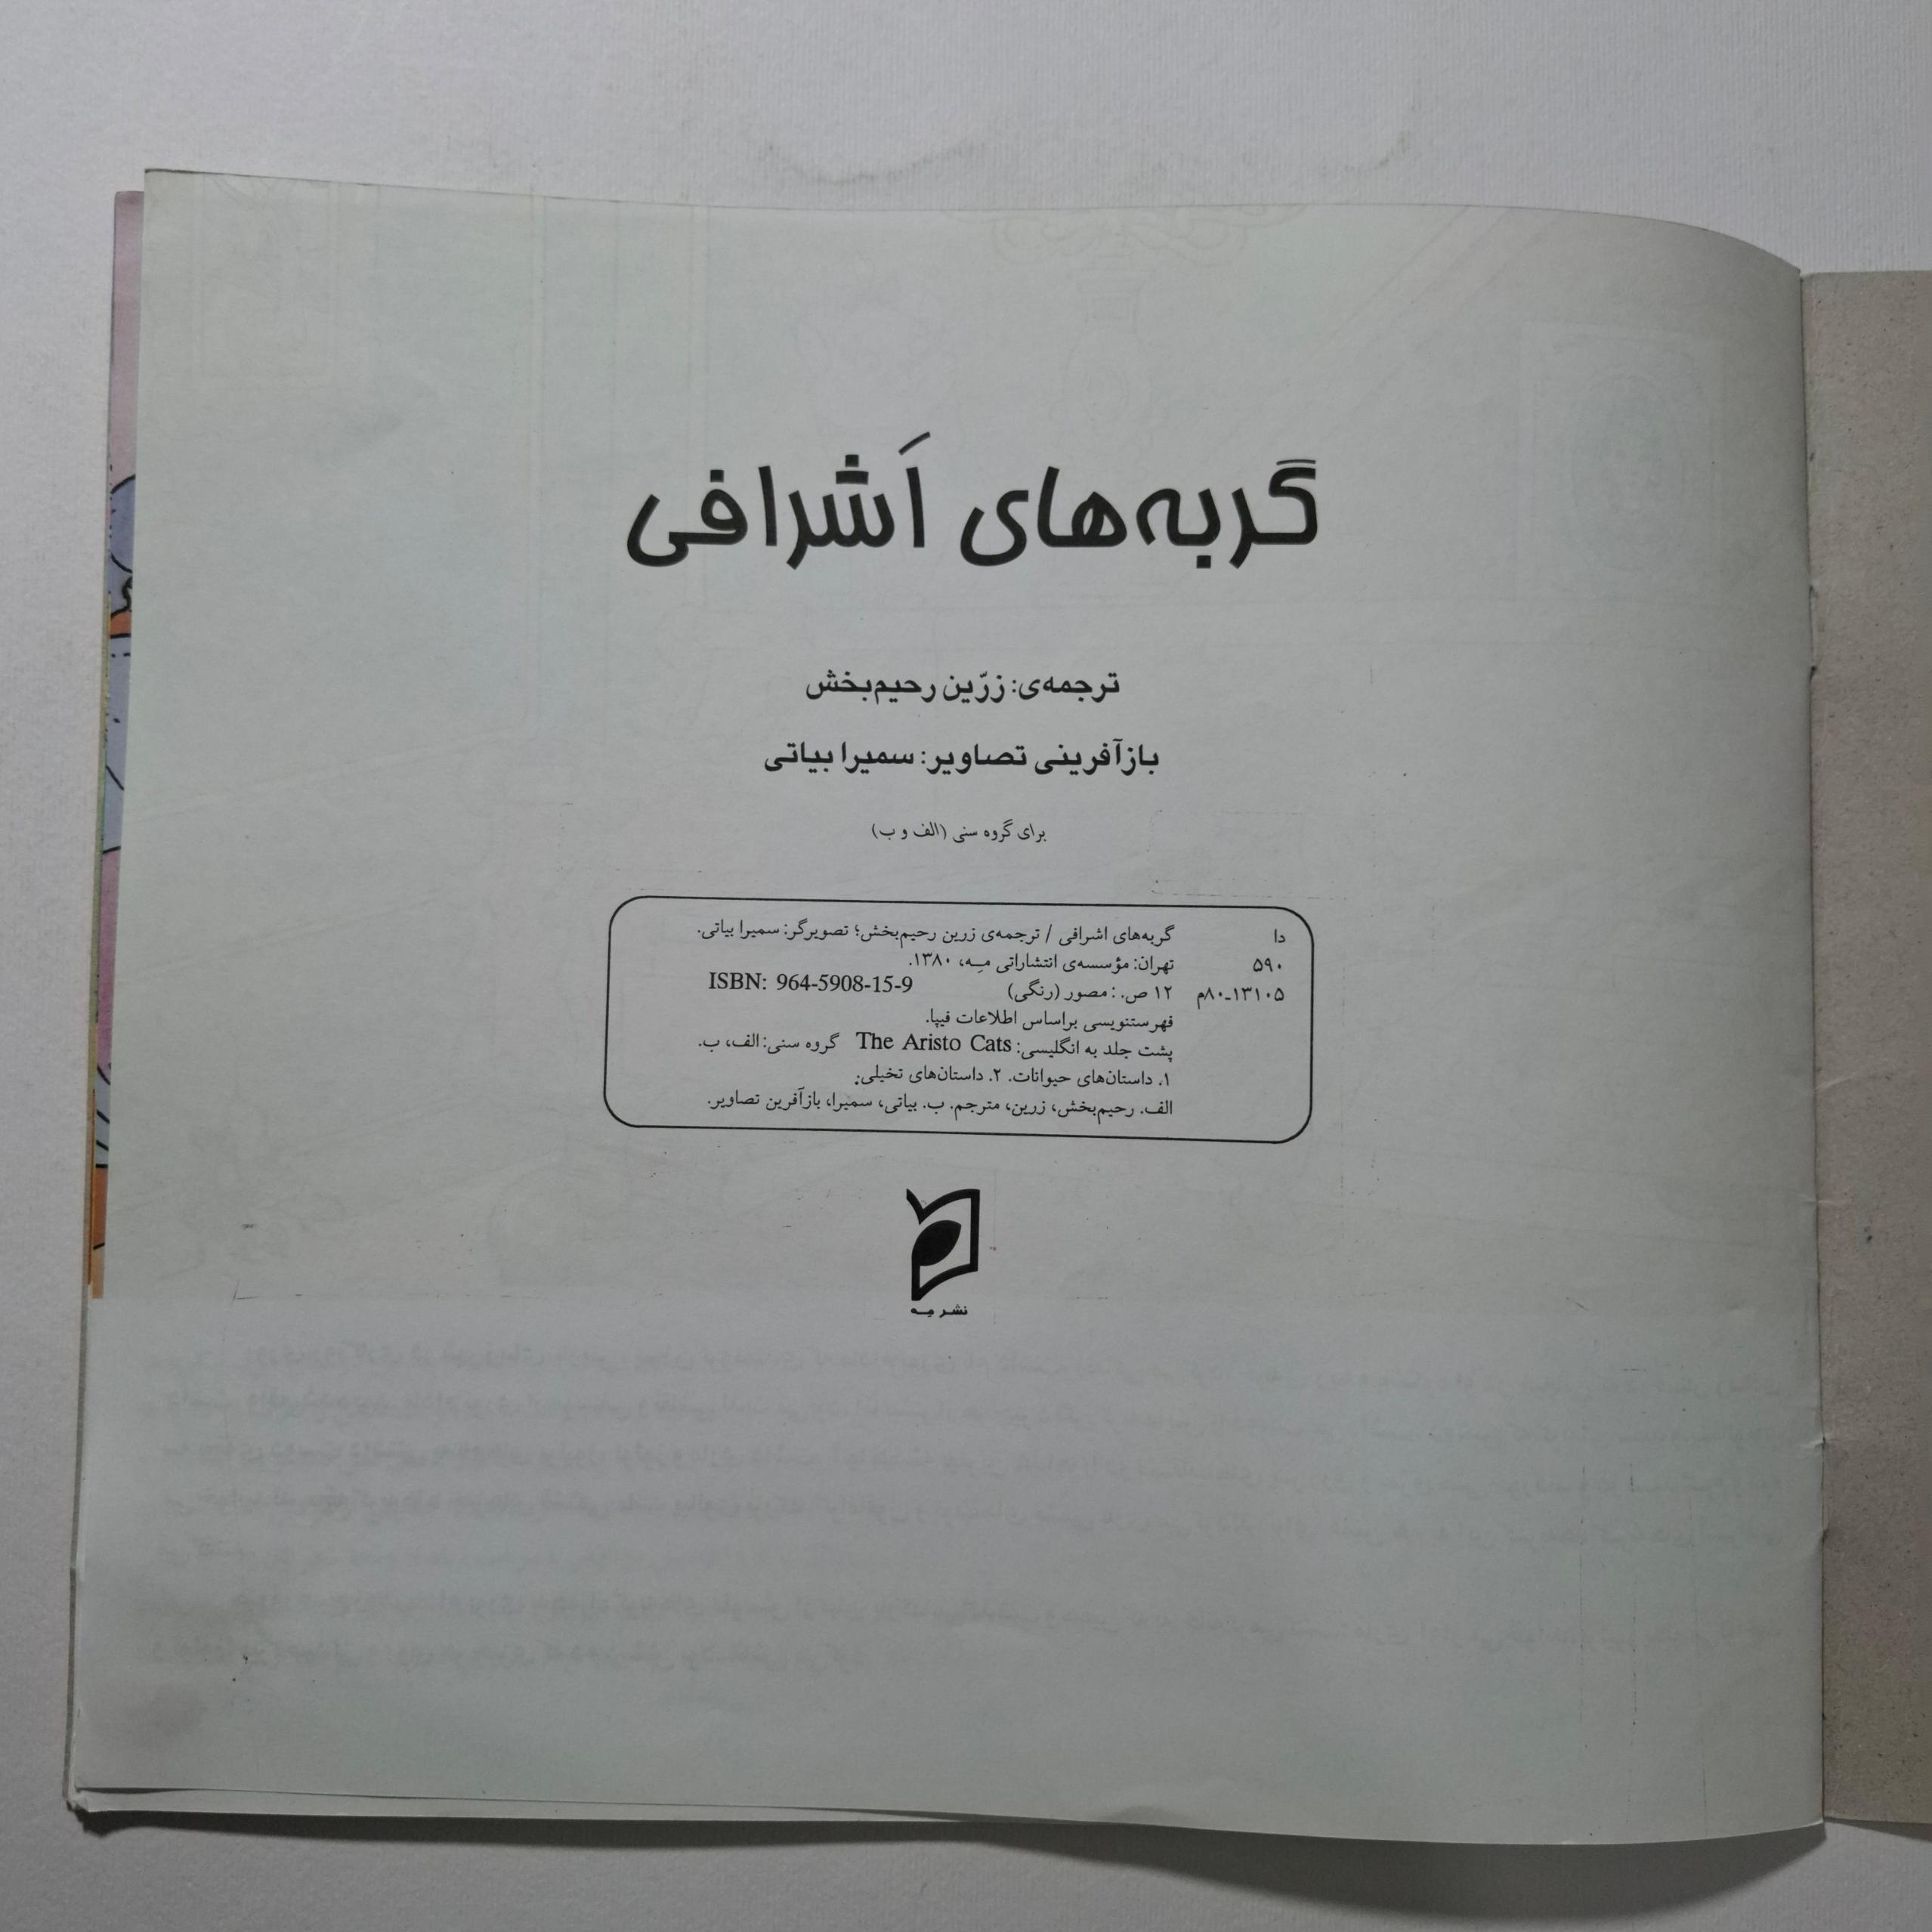 گربه‌های اَشرافی
ترجمه‌ی: زرّین رحیم‌بخش
بازآفرینی تصاویر: سمیرا بیاتی
برای گروه سنی (الف و ب)
دا گربه‌های اشرافی / ترجمه‌ی زرین رحیم‌بخش؛ تصویرگر: سمیرا بیاتی.
۵۹۰ تهران: مؤسسه‌ی انتشاراتی مِـه، ۱۳۸۰.
۱۳۱۰۵-۸۰م ۱۲ ص. : مصور (رنگی) ISBN: 964-5908-15-9
فهرستنویسی براساس اطلاعات فیپا.
پشت جلد به انگلیسی: The Aristo Cats گروه سنی: الف، ب.
۱. داستان‌های حیوانات. ۲. داستان‌های تخیلی.
الف. رحیم‌بخش، زرین، مترجم. ب. بیاتی، سمیرا، بازآفرین تصاویر.
نشر مِـه